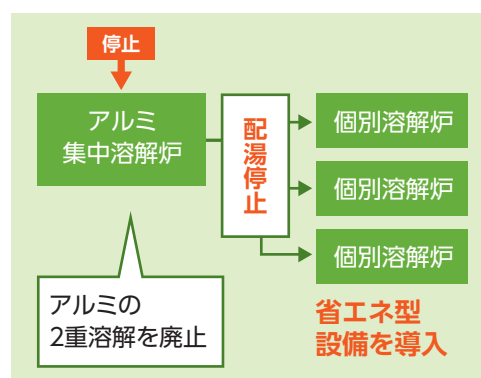 停止
アルミ
集中溶解炉
配湯停止
個別溶解炉
個別溶解炉
個別溶解炉
アルミの
2重溶解を廃止
省エネ型
設備を導入